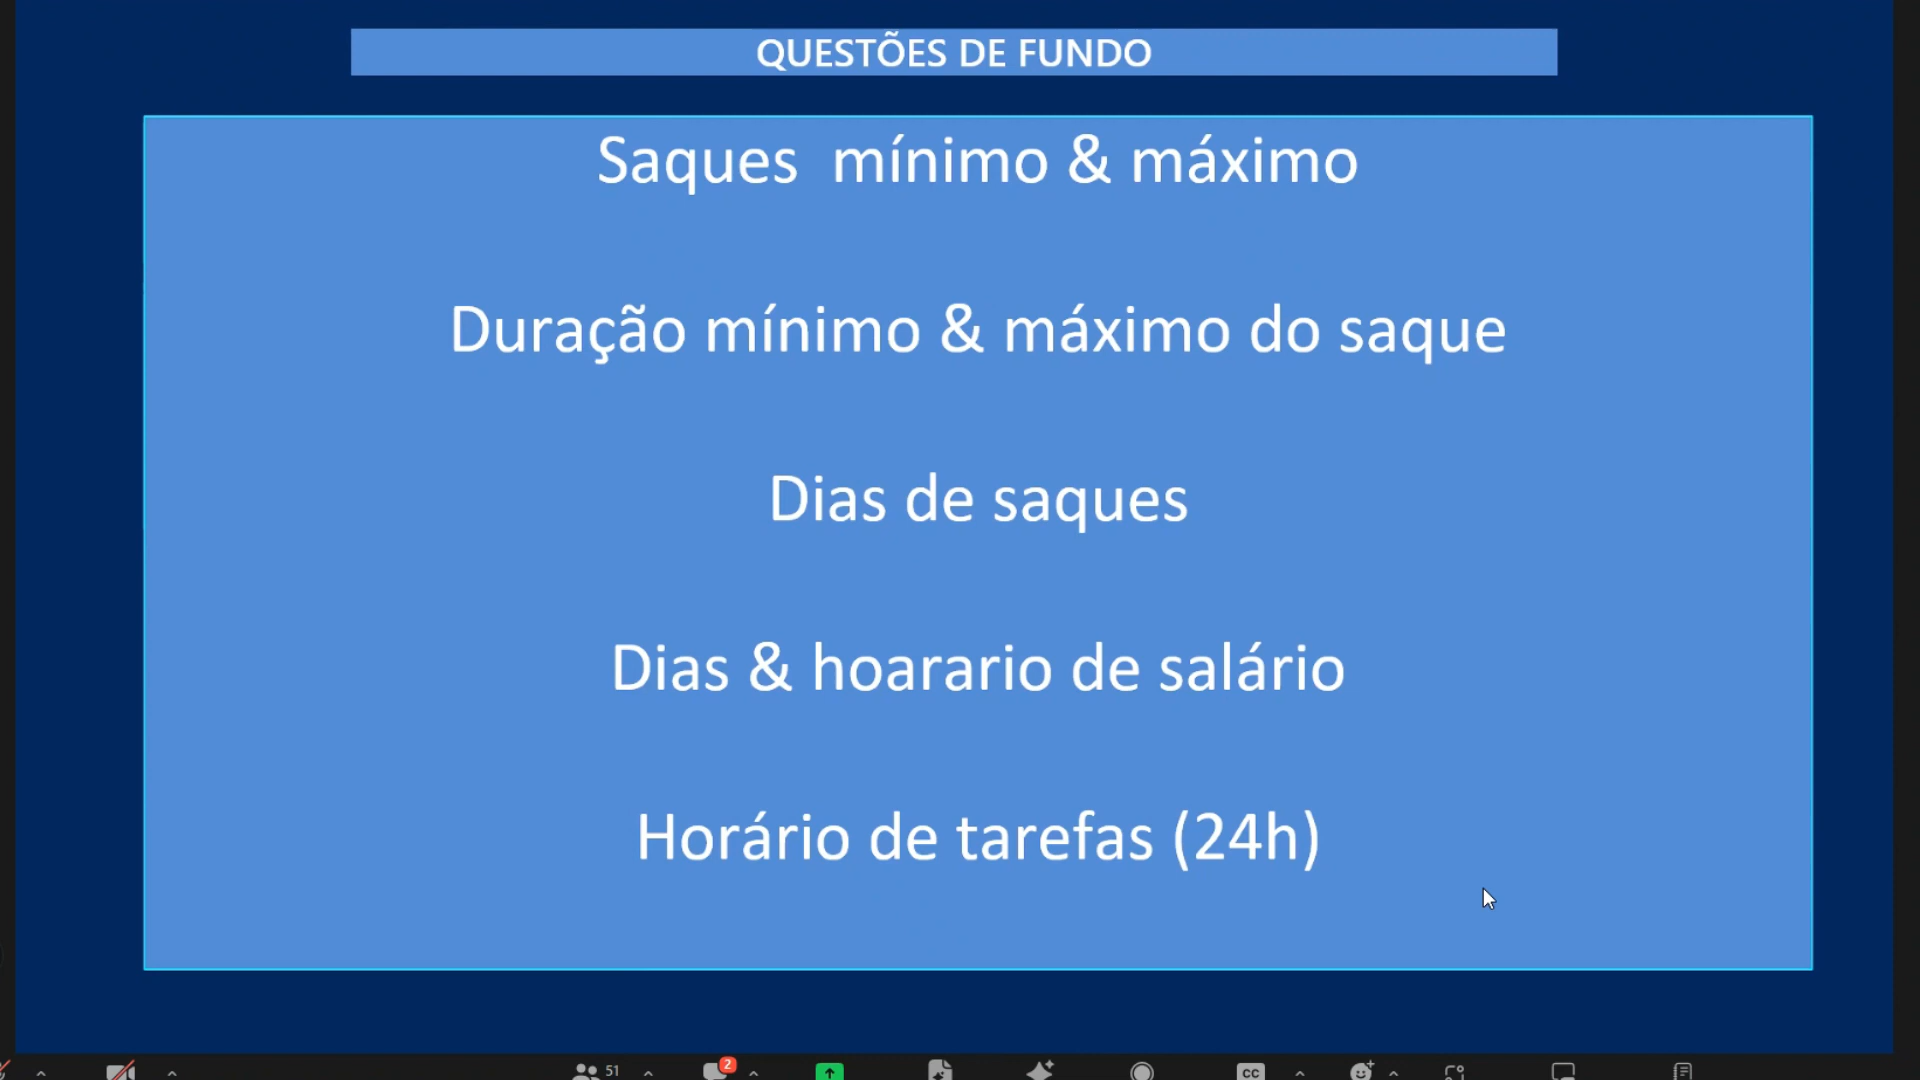 QUESTÕES DE FUNDO
Saques  mínimo & máximo
Duração mínimo & máximo do saque
Dias de saques
Dias & hoarario de salário
Horário de tarefas (24h)
51
2
CC